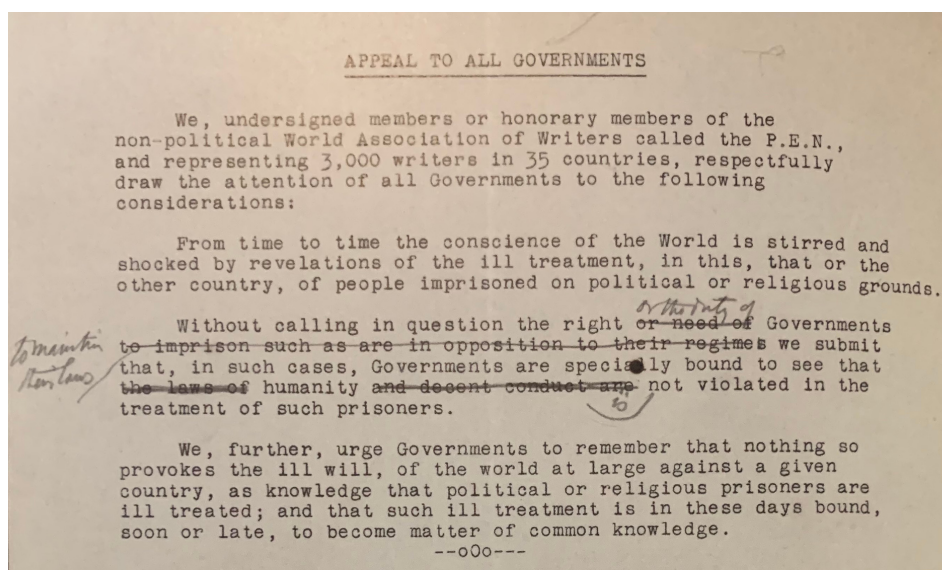 APPEAL TO ALL GOVERNMENTS
We, undersigned members or honorary members of the
non-political World Association of Writers called the P.E.N.,
and representing 3,000 writers in 35 countries, respectfully
draw the attention of all Governments to the following
considerations:
From time to time the conscience of the World is stirred and
shocked by revelations of the ill treatment, in this, that or the
other country, of people imprisoned on political or religious grounds.
or the duty of
Without calling in question the right or need of Governments
to maintain
to imprison such as are in opposition to their regimes we submit
their laws
that, in such cases, Governments are specially bound to see that
the laws of humanity and decent conduct are not violated in the
is
treatment of such prisoners.
We, further, urge Governments to remember that nothing so
provokes the ill will, of the world at large against a given
country, as knowledge that political or religious prisoners are
ill treated; and that such ill treatment is in these days bound,
soon or late, to become matter of common knowledge.
--oOo---